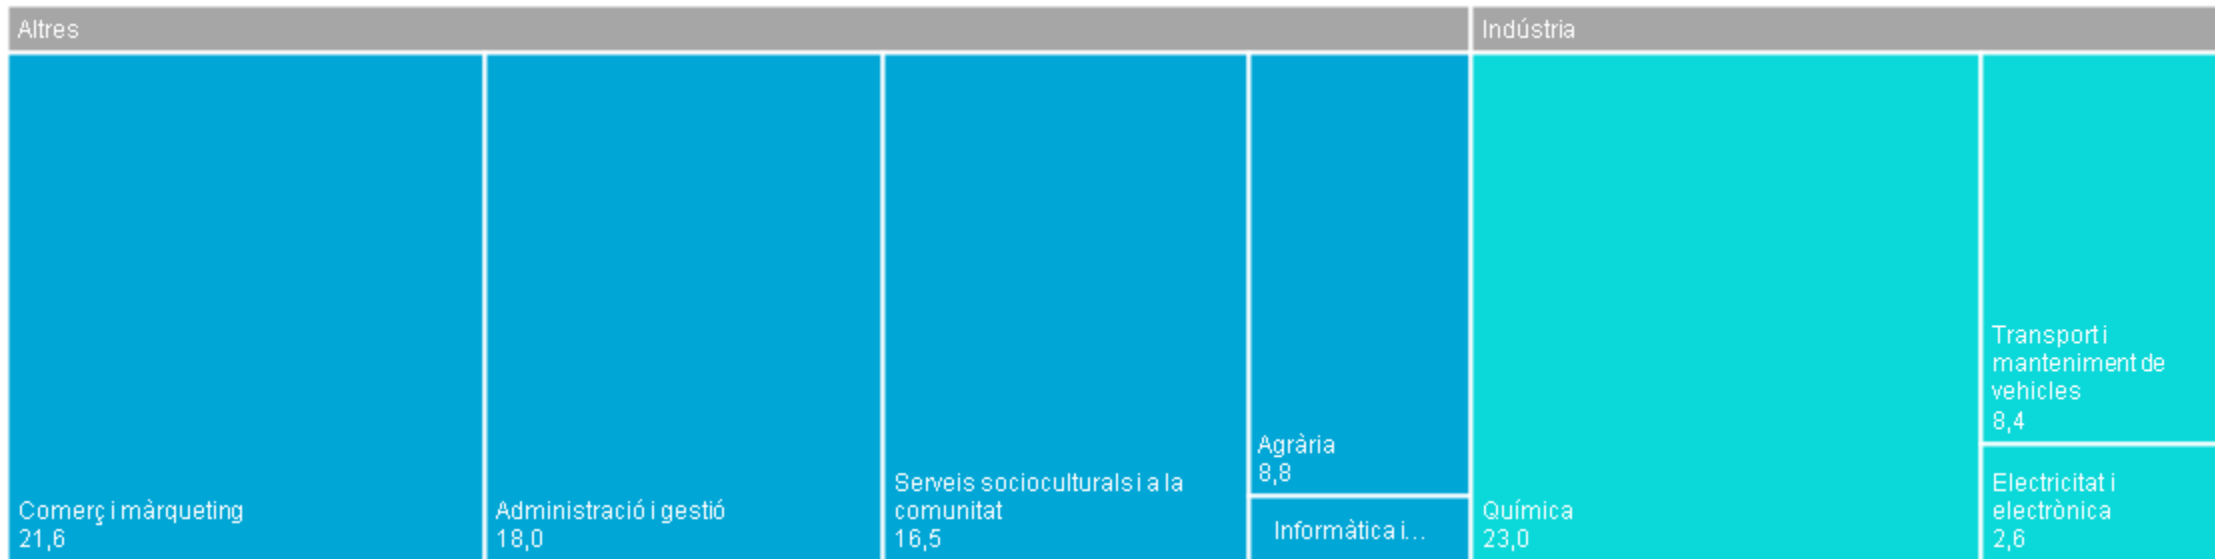 Altres
Indústria
Comerç i màrqueting
21,6
Administració i gestió
18,0
Serveis socioculturals i a la
comunitat
16,5
Agrària
8,8
Informàtica i...
Química
23,0
Transport i
manteniment de
vehicles
8,4
Electricitat i
electrònica
2,6